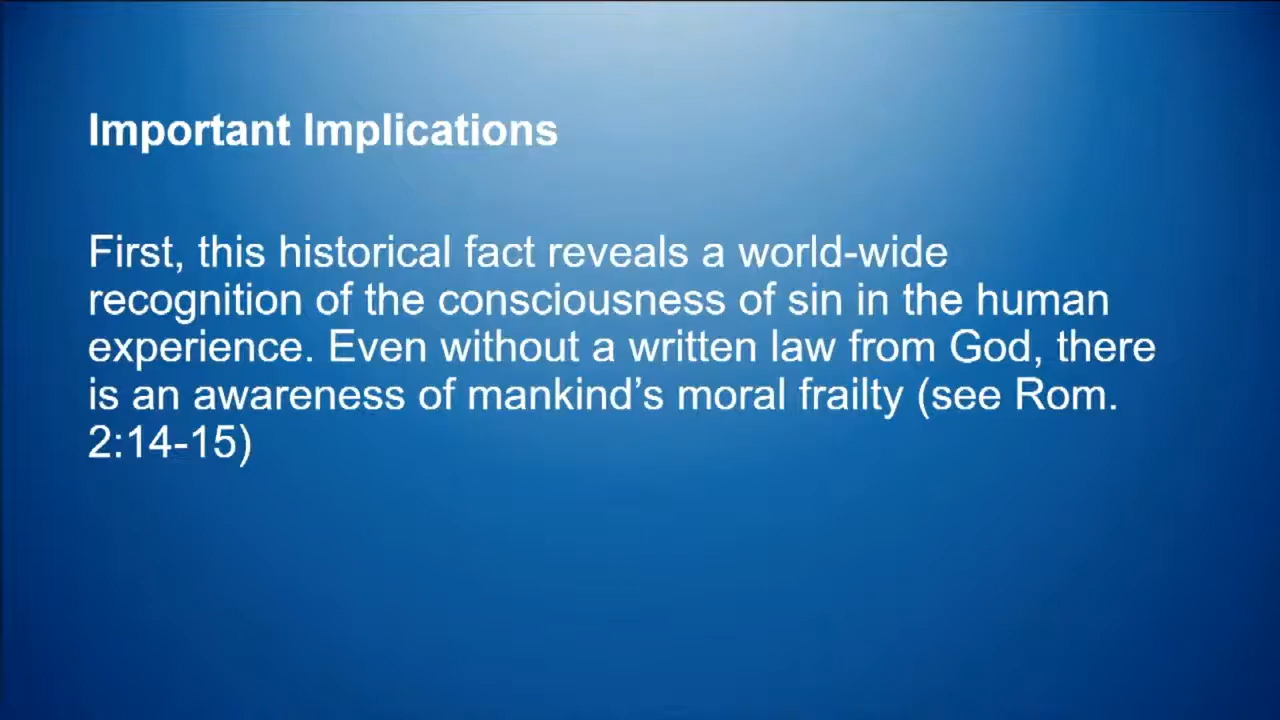 Important Implications
First, this historical fact reveals a world-wide
recognition of the consciousness of sin in the human
experience. Even without a written law from God, there
is an awareness of mankind’s moral frailty (see Rom.
2:14-15)